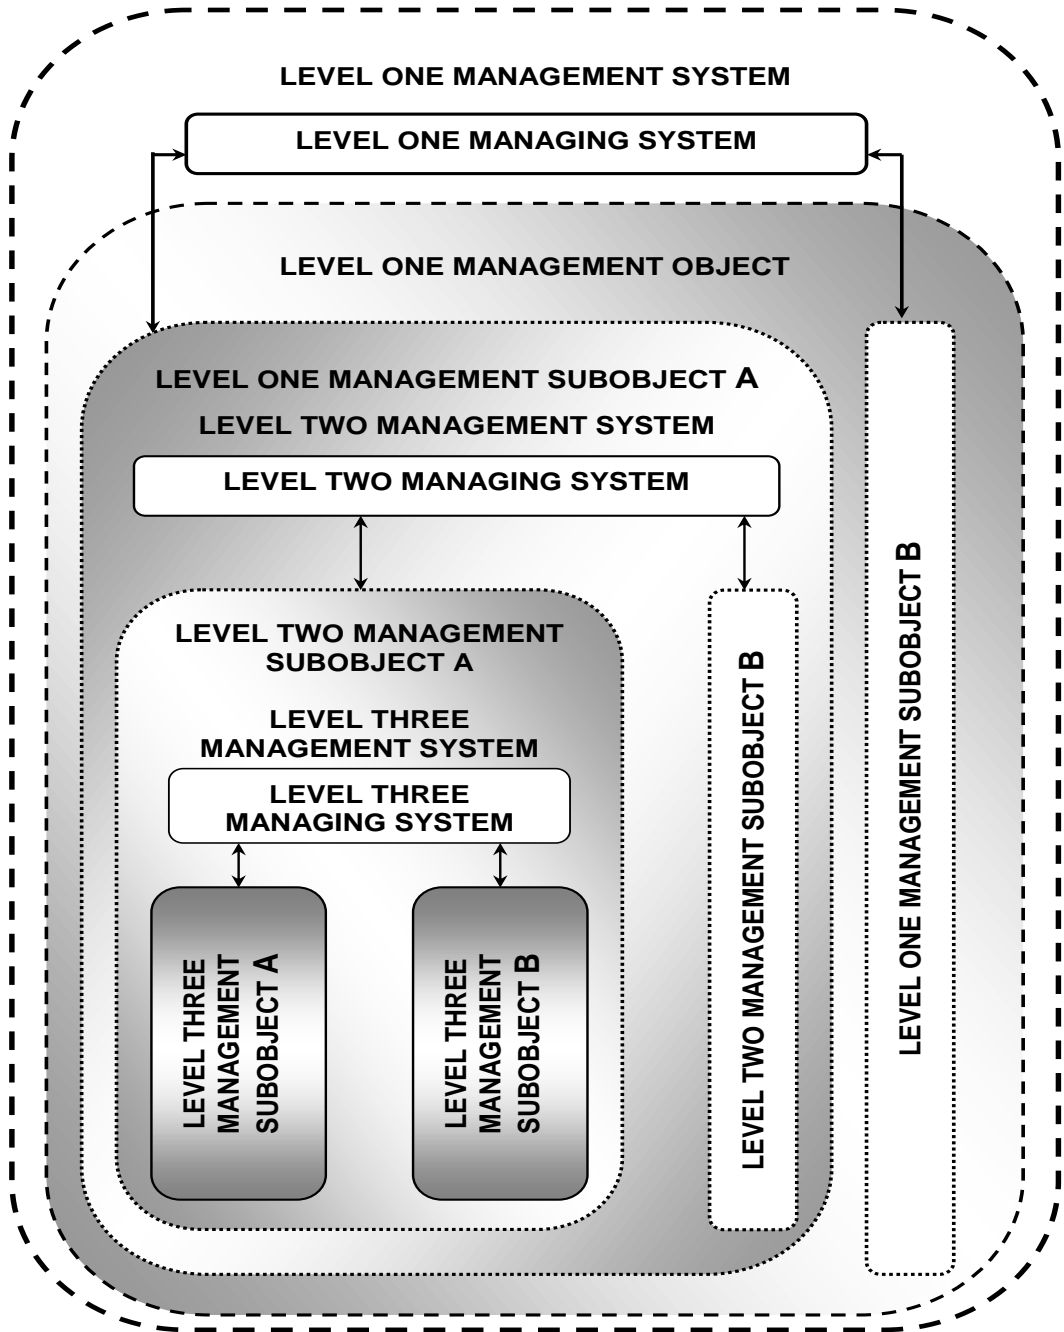 LEVEL ONE MANAGEMENT SYSTEM
LEVEL ONE MANAGING SYSTEM
LEVEL ONE MANAGEMENT OBJECT
LEVEL ONE MANAGEMENT SUBOBJECT A
LEVEL TWO MANAGEMENT SYSTEM
LEVEL TWO MANAGING SYSTEM
LEVEL TWO MANAGEMENT
SUBOBJECT A
LEVEL THREE
MANAGEMENT SYSTEM
LEVEL THREE
MANAGING SYSTEM
LEVEL THREE
MANAGEMENT
SUBOBJECT A
LEVEL THREE
MANAGEMENT
SUBOBJECT B
LEVEL TWO MANAGEMENT SUBOBJECT B
LEVEL ONE MANAGEMENT SUBOBJECT B